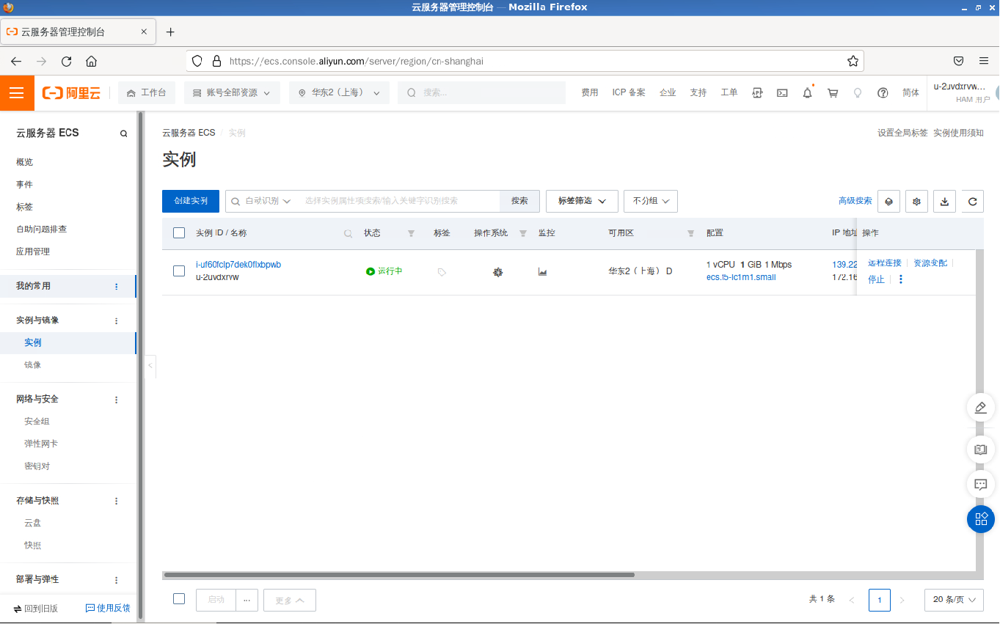 云服务器管理控制台 — Mozilla Firefox
云服务器管理控制台
https://ecs.console.aliyun.com/server/region/cn-shanghai
阿里云 工作台 账号全部资源 华东2（上海） 搜索... 费用 ICP 备案 企业 支持 工单 简体 u-2uvdxrvw...
RAM 用户
云服务器 ECS
概览
事件
标签
自助问题排查
应用管理
我的常用
实例与镜像
实例
镜像
网络与安全
安全组
弹性网卡
密钥对
存储与快照
云盘
快照
部署与弹性
回到旧版 使用反馈
云服务器 ECS / 实例 设置全局标签 实例使用须知
实例
创建实例 自动识别 选择实例属性项搜索/输入关键字识别搜索 搜索 标签筛选 不分组 高级搜索
实例 ID / 名称 状态 标签 操作系统 监控 可用区 配置 IP 地址 操作
运行中 华东2（上海） D 1 vCPU 1 GiB 1 Mbps 139.22 远程连接 资源变配
u-2uvdxrvw 172.16 停止
启动 ... 更多 共 1 条 1 20 条/页